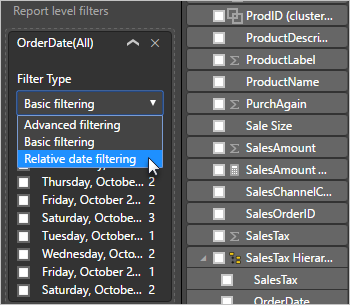 Report level filters
OrderDate(All)
Filter Type
Basic filtering
Advanced filtering
Basic filtering
Relative date filtering
Thursday, Octobe... 2
Friday, October 2... 2
Saturday, Octobe... 3
Tuesday, October... 1
Wednesday, Octo... 2
Friday, October 2... 1
Saturday, Octobe... 2
ProdID (cluster...
ProductDescri...
ProductLabel
ProductName
PurchAgain
Sale Size
SalesAmount
SalesAmount ...
SalesChannelC...
SalesOrderID
SalesTax
SalesTax Hierar...
SalesTax
OrderDate